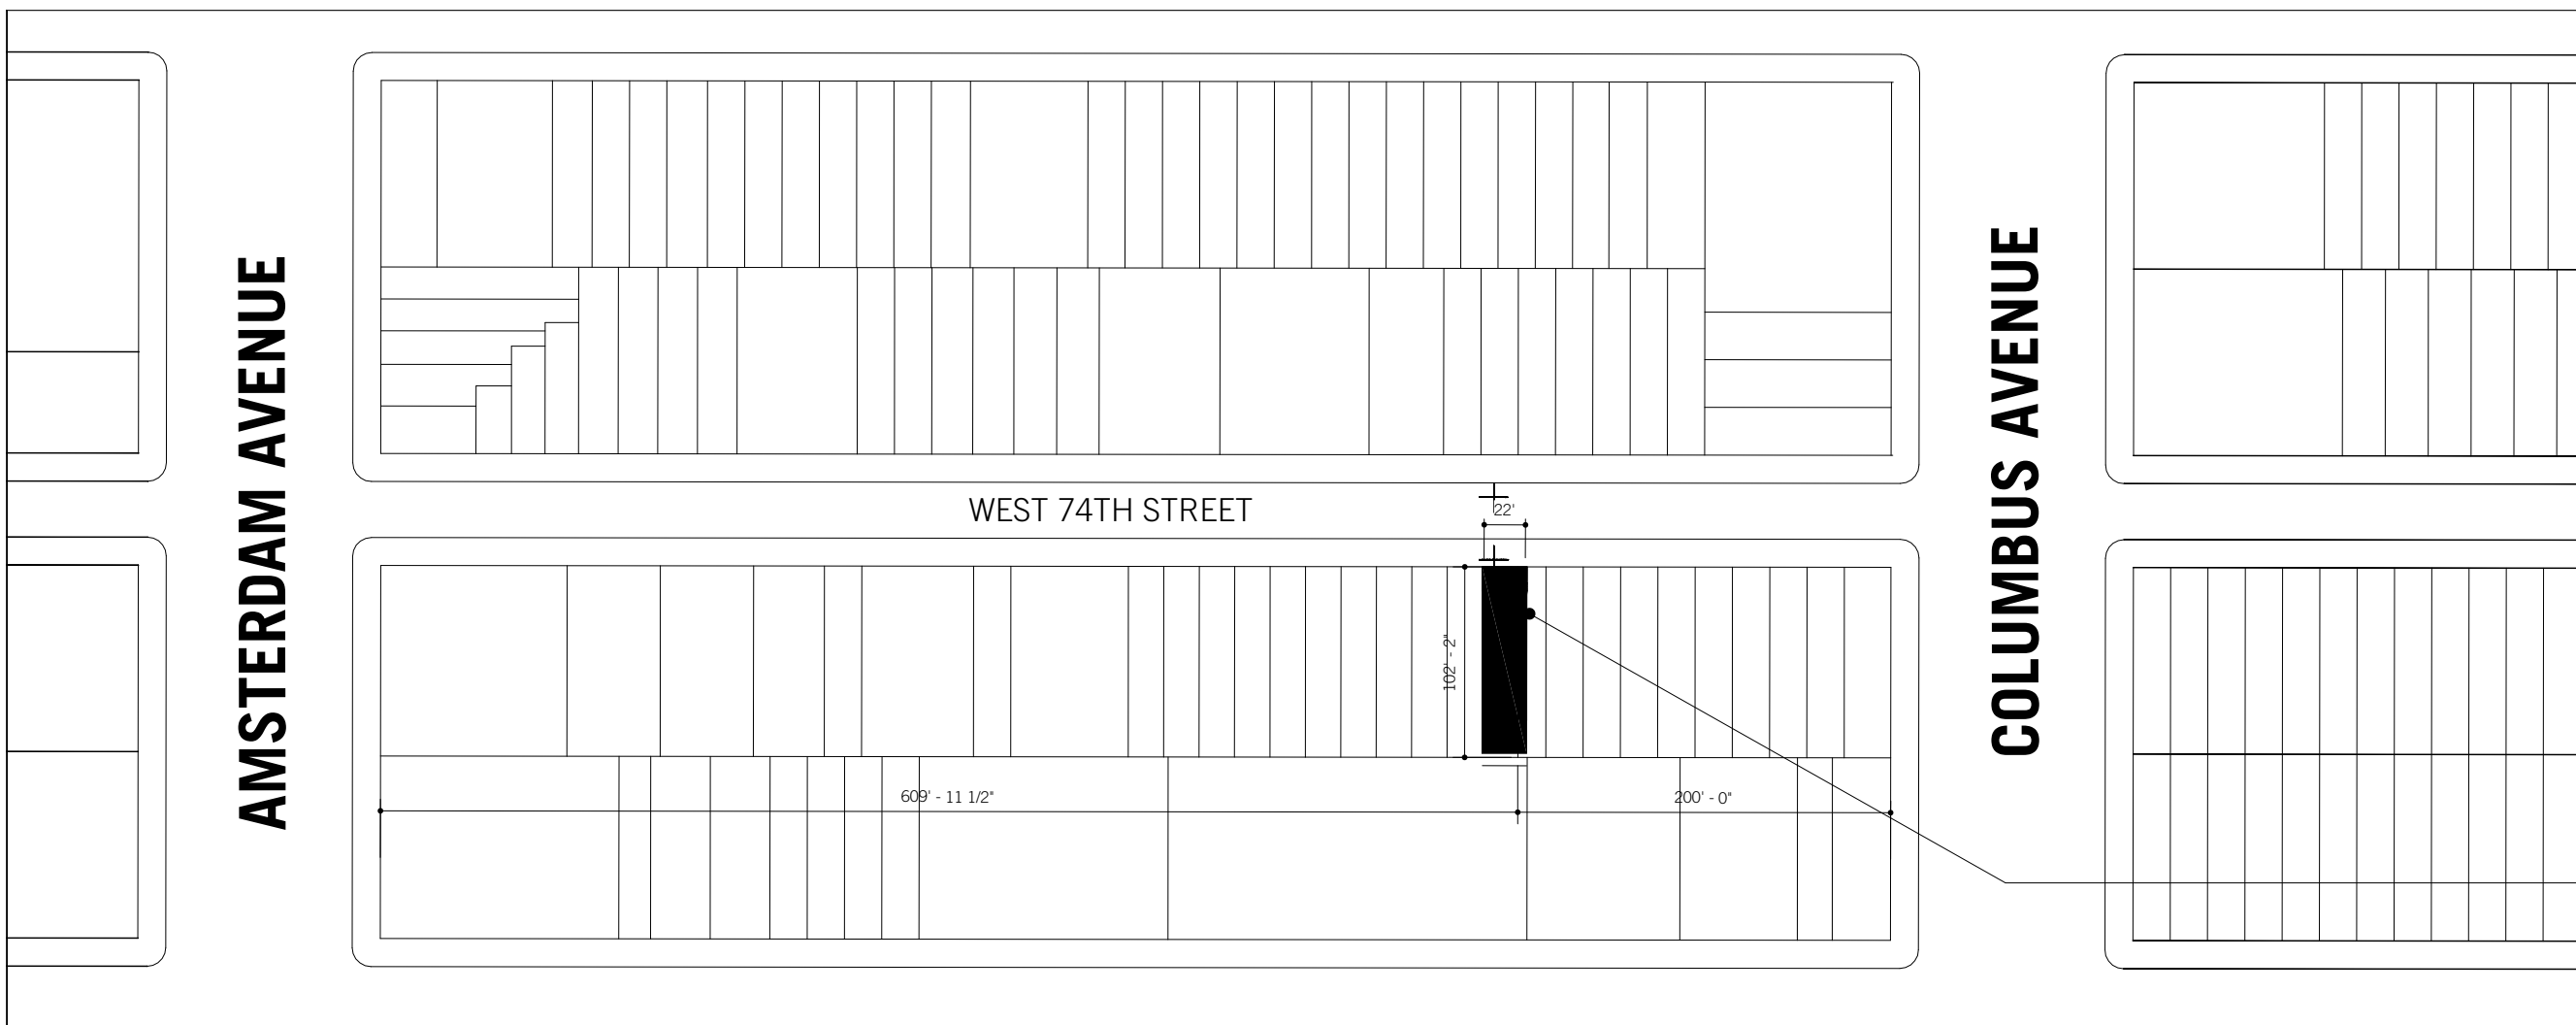 AMSTERDAM AVENUE
WEST 74TH STREET
22'
COLUMBUS AVENUE
102' - 2"
609' - 11 1/2"
200' - 0"